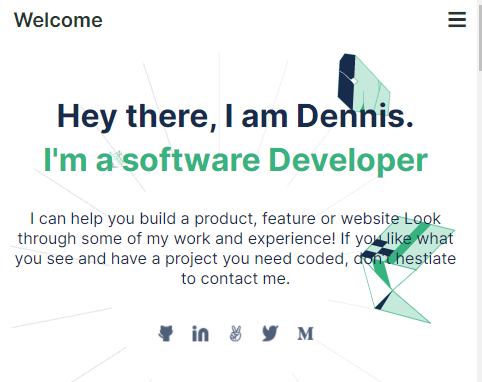 Welcome
Hey there, I am Dennis.
I'm a software Developer
I can help you build a product, feature or website Look
through some of my work and experience! If you like what
you see and have a project you need coded, don't hestiate
to contact me.